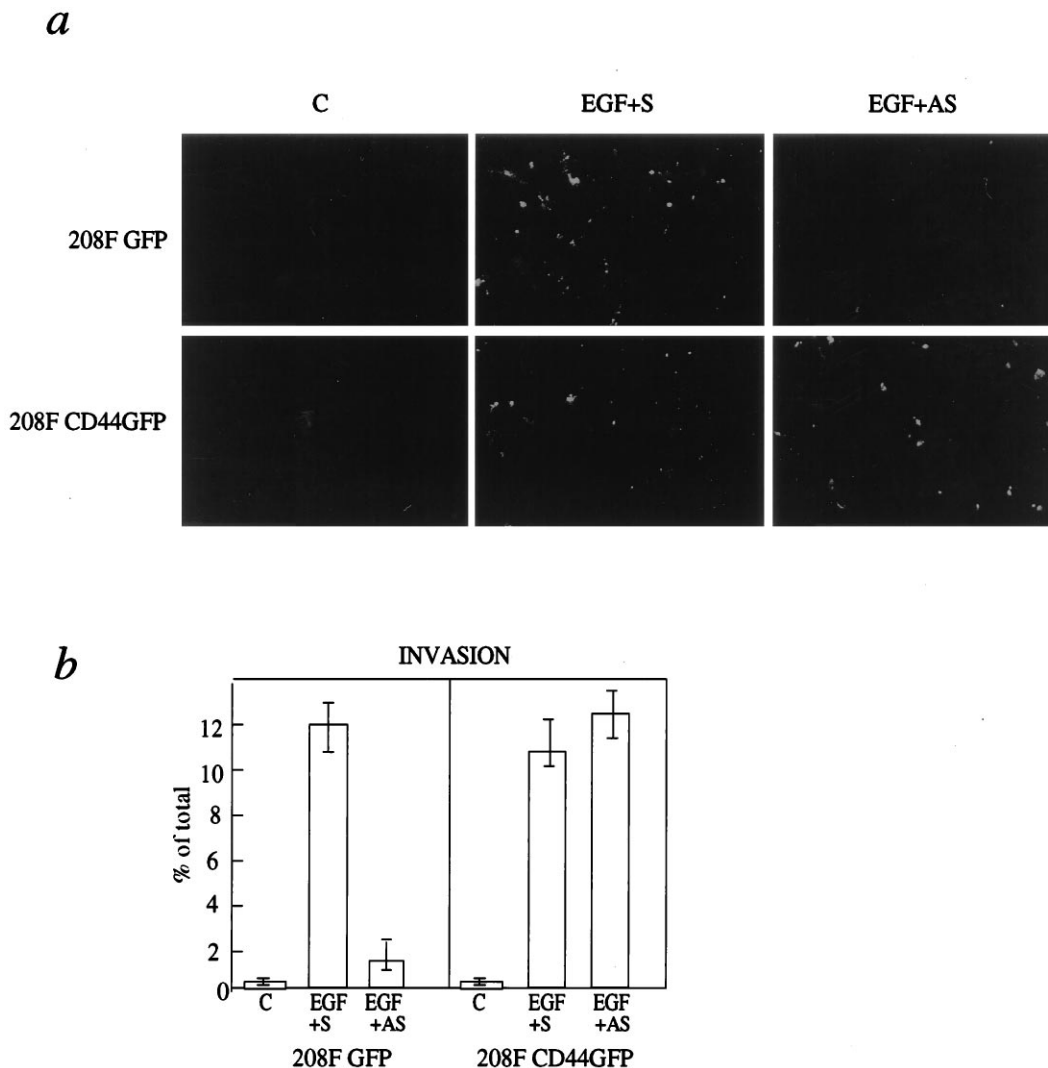 a
C EGF+S EGF+AS
208F GFP
208F CD44GFP
b
INVASION
% of total
12
10
8
6
4
2
0
C EGF EGF C EGF EGF
+S +AS +S +AS
208F GFP 208F CD44GFP